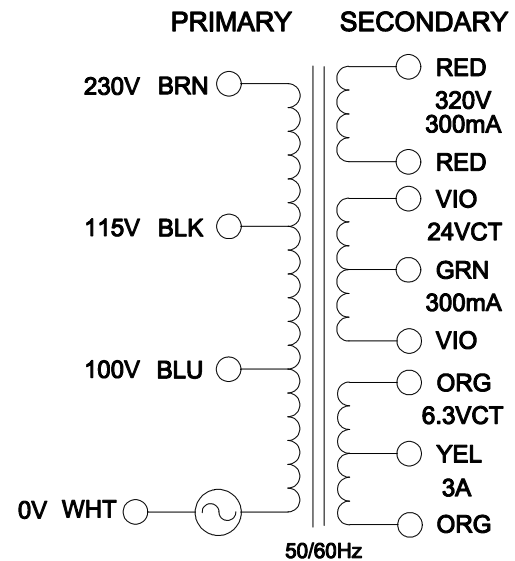 PRIMARY SECONDARY
230V BRN
115V BLK
100V BLU
0V WHT
RED
320V
300mA
RED
VIO
24VCT
GRN
300mA
VIO
ORG
6.3VCT
YEL
3A
ORG
50/60Hz